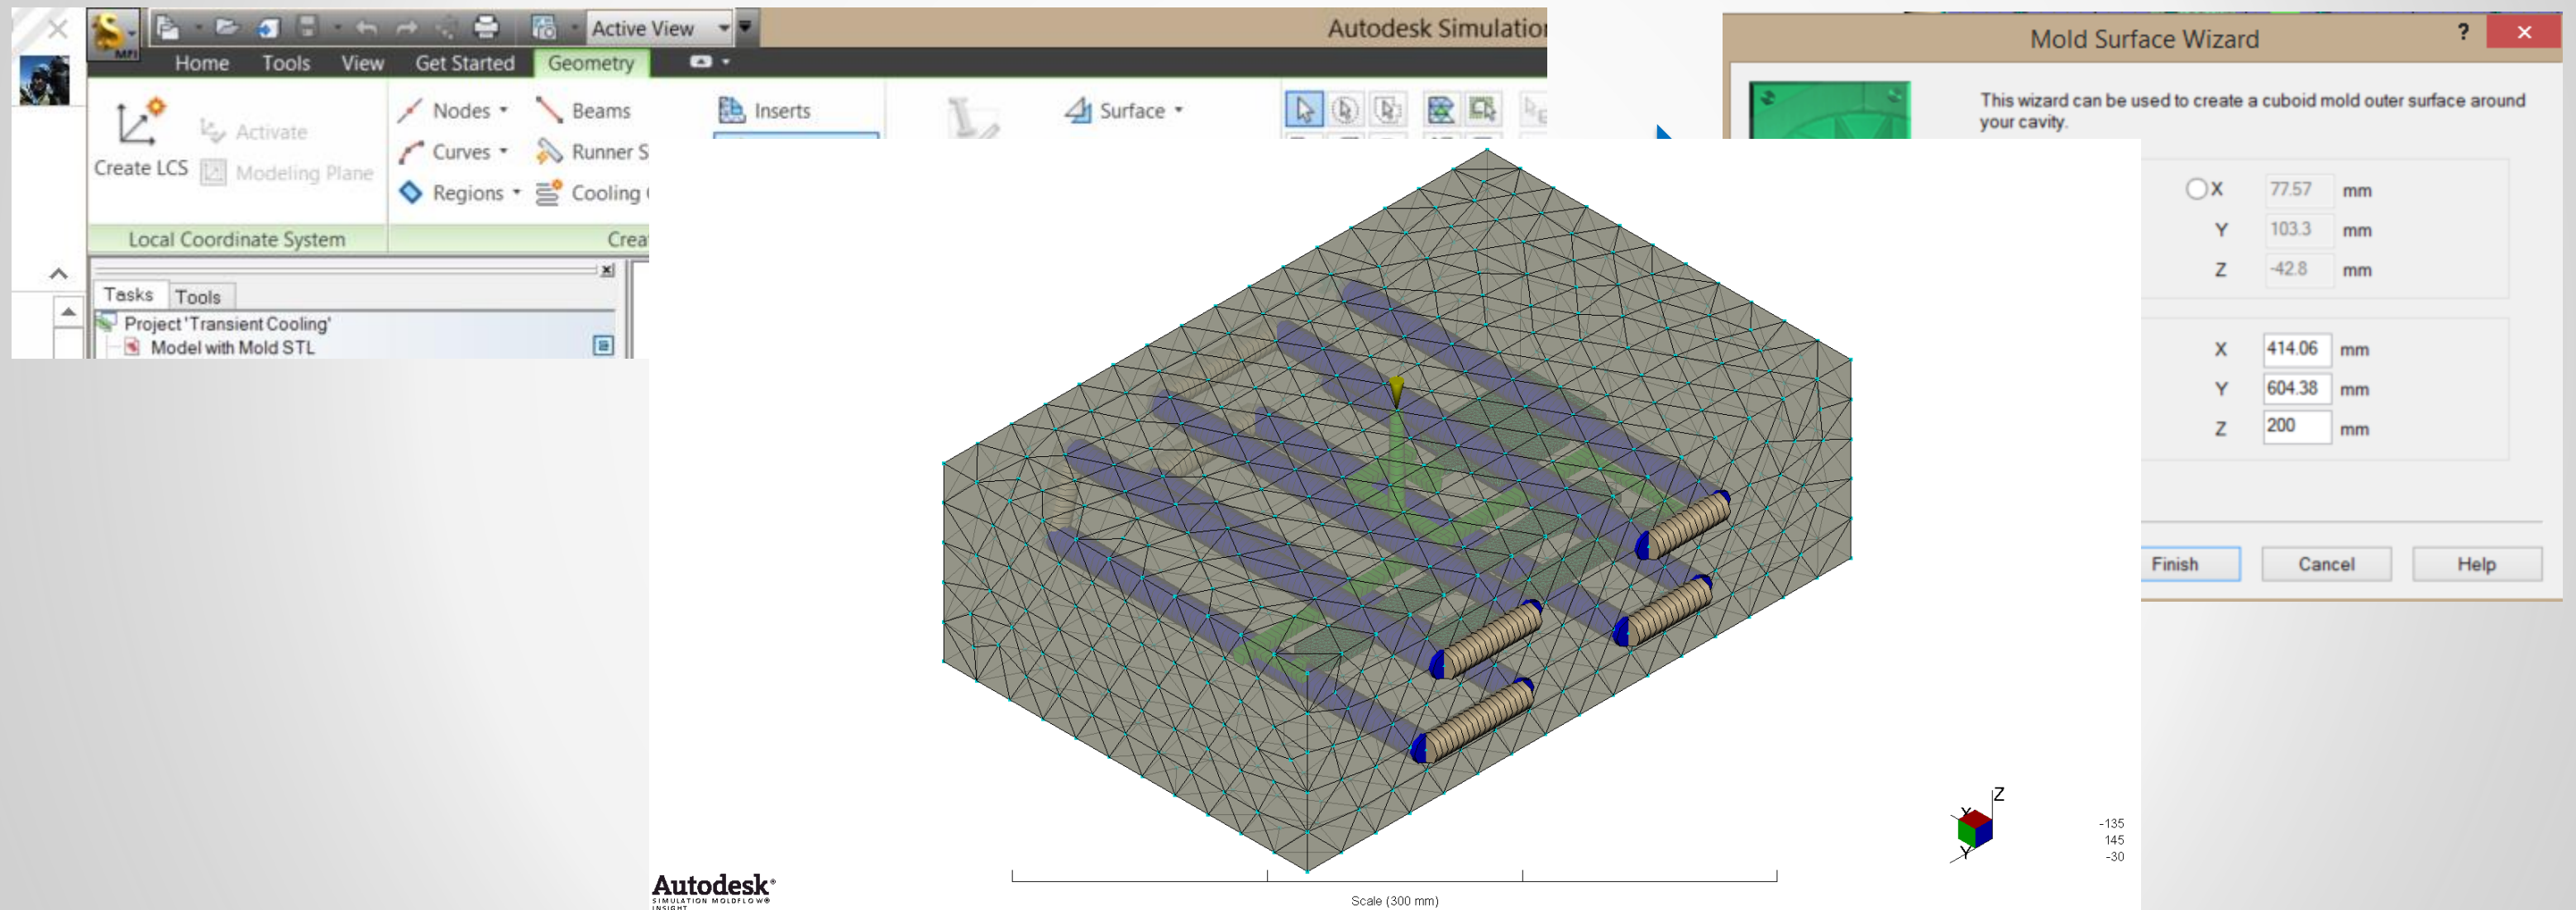 MFI
Active View
Autodesk Simulation
Home Tools View Get Started Geometry
Create LCS
Activate
Modeling Plane
Nodes
Curves
Regions
Beams
Runner S
Cooling
Inserts
Surface
Local Coordinate System
Crea
Tasks Tools
Project 'Transient Cooling'
Model with Mold STL
Mold Surface Wizard
?
This wizard can be used to create a cuboid mold outer surface around
your cavity.
X 77.57 mm
Y 103.3 mm
Z -42.8 mm
X 414.06 mm
Y 604.38 mm
Z 200 mm
Finish Cancel Help
Z
X
Y
-135
145
-30
Autodesk®
SIMULATION MOLDFLOW®
INSIGHT
Scale (300 mm)